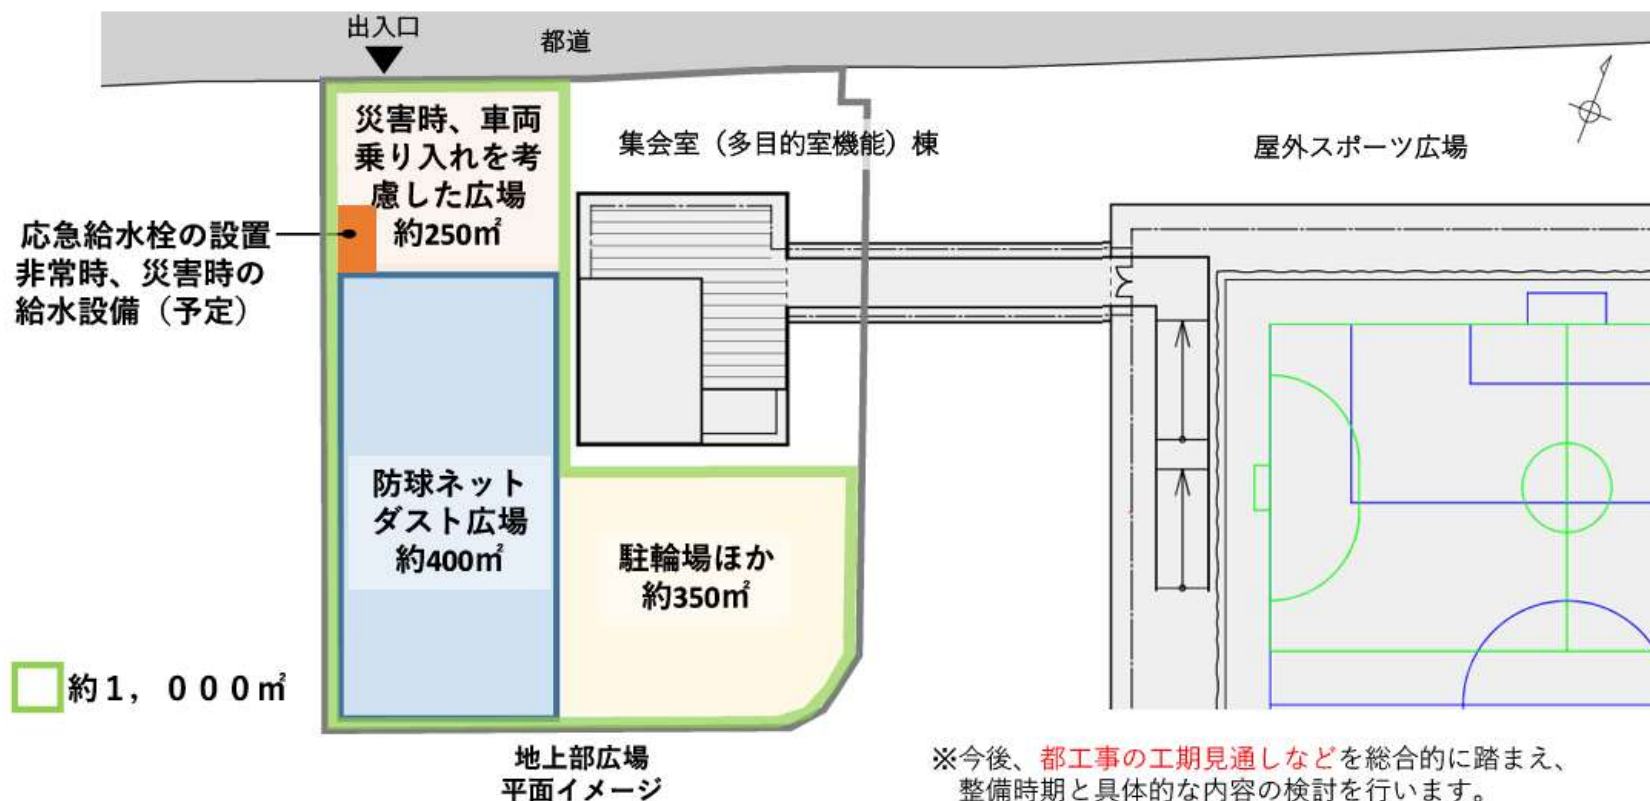 出入口
都道
災害時、車両
乗り入れを考
慮した広場
約250㎡
集会室（多目的室機能）棟
屋外スポーツ広場
応急給水栓の設置
非常時、災害時の
給水設備（予定）
防球ネット
ダスト広場
約400㎡
駐輪場ほか
約350㎡
約１，０００㎡
地上部広場
平面イメージ
※今後、都工事の工期見通しなどを総合的に踏まえ、
整備時期と具体的な内容の検討を行います。